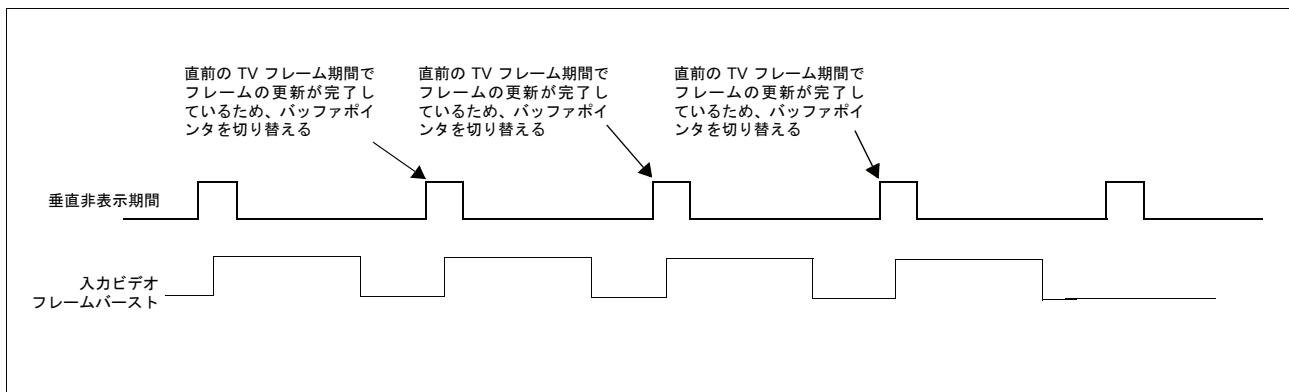 直前の TV フレーム期間で
フレームの更新が完了し
ているため、バッファポイ
ンタを切り替える
直前の TV フレーム期間で
フレームの更新が完了し
ているため、バッファポイ
ンタを切り替える
直前の TV フレーム期間で
フレームの更新が完了し
ているため、バッファポイ
ンタを切り替える
垂直非表示期間
入力ビデオ
フレームバースト